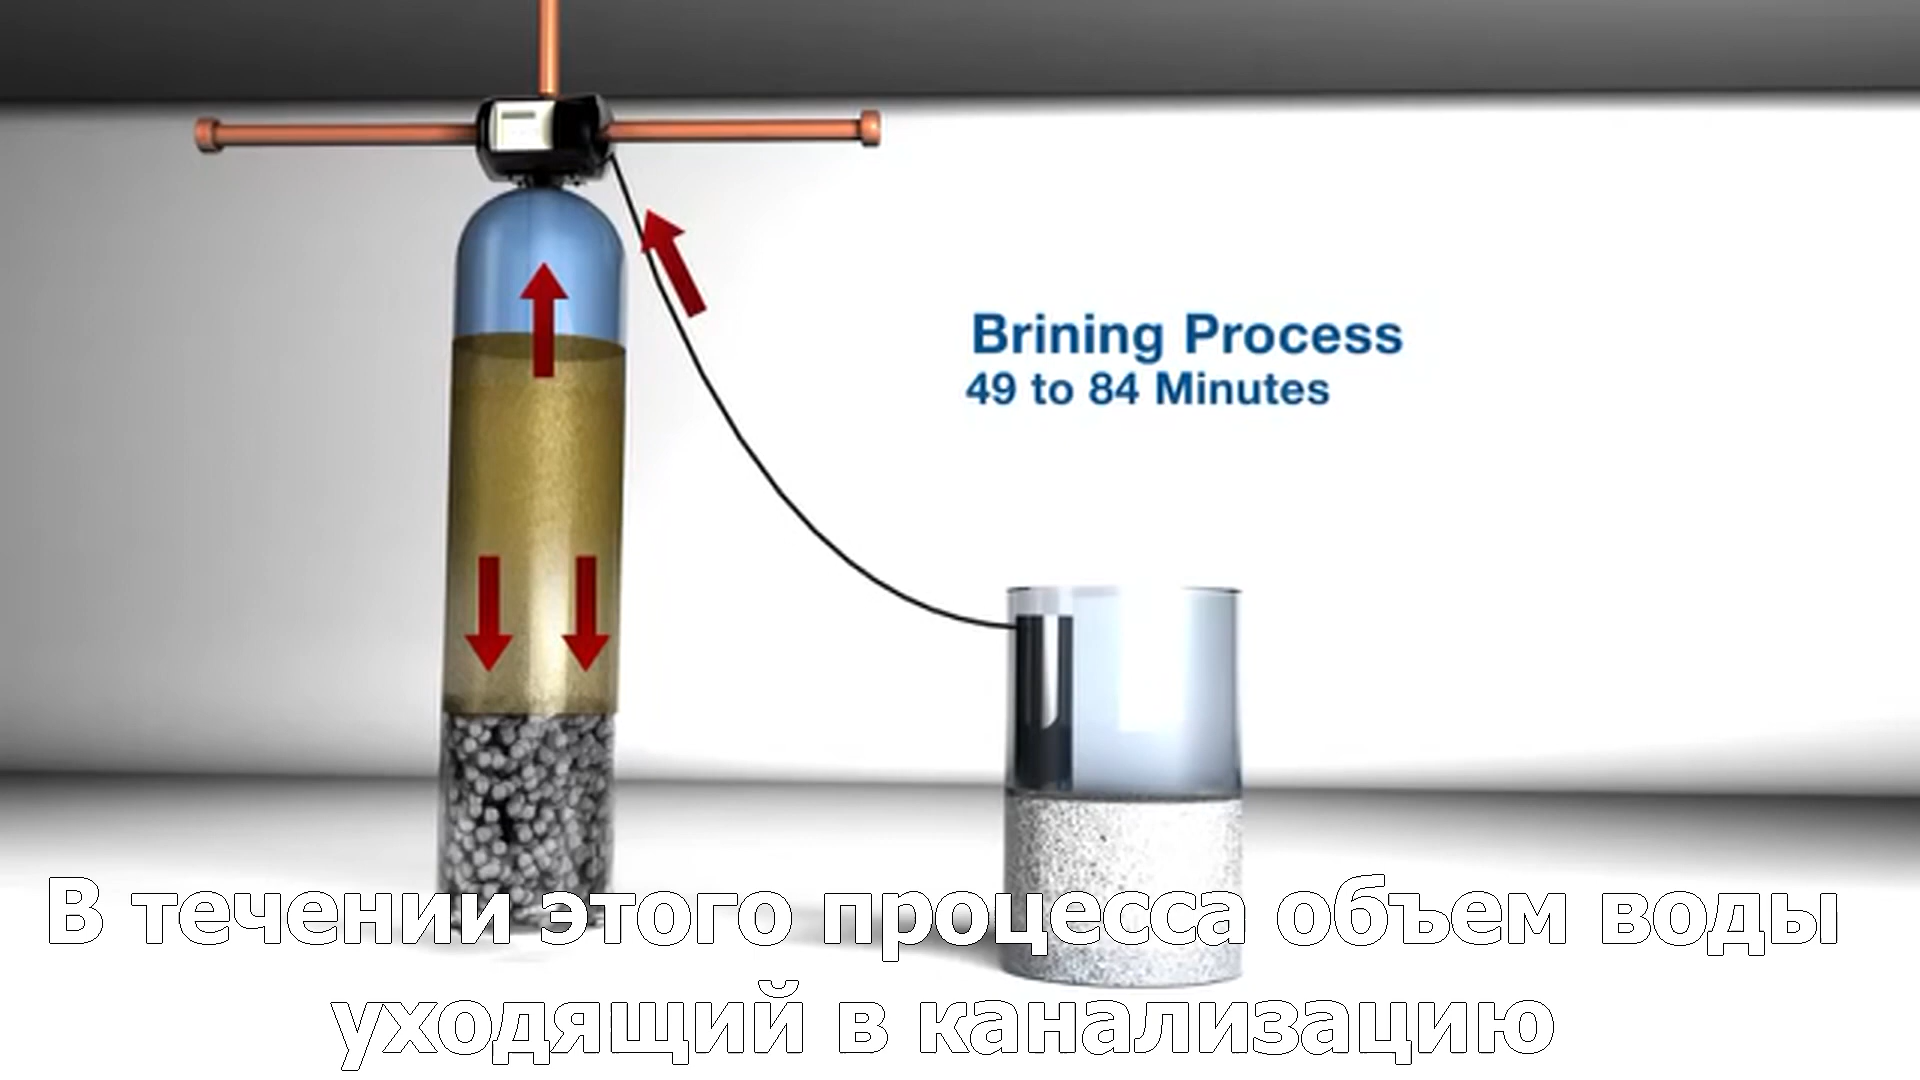 Brining Process
49 to 84 Minutes
В течении этого процесса объем воды
уходящий в канализацию